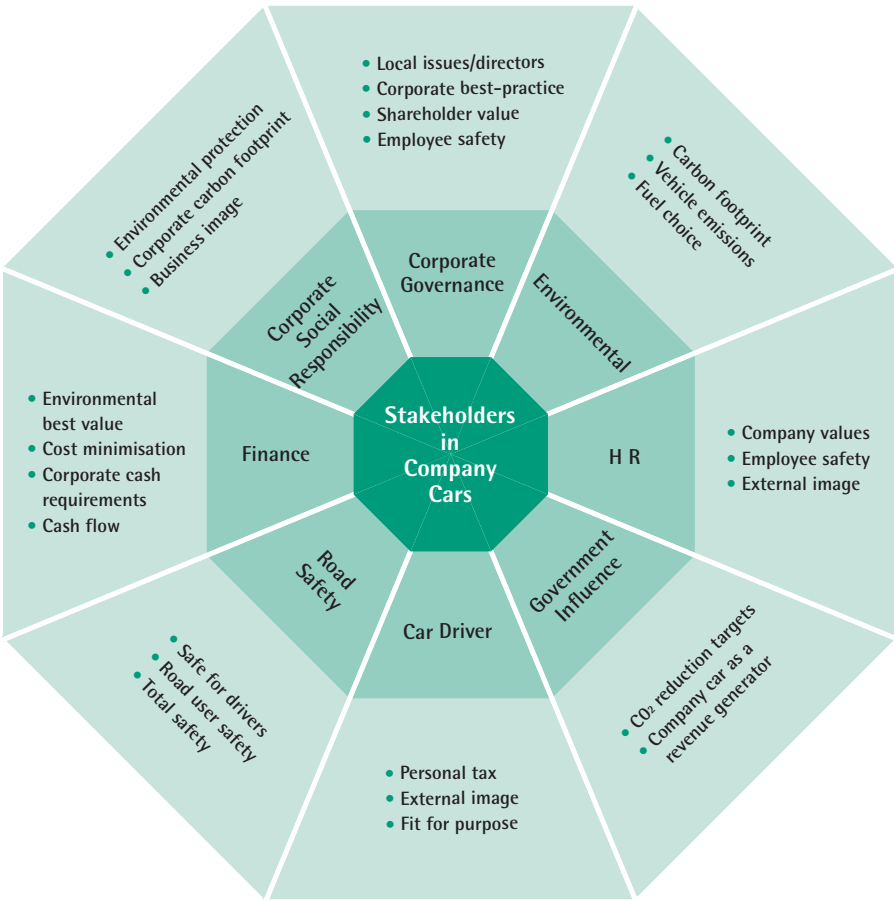 Stakeholders
in
Company
Cars
Corporate
Governance
• Local issues/directors
• Corporate best-practice
• Shareholder value
• Employee safety
Environmental
• Carbon footprint
• Vehicle emissions
• Fuel choice
H R
• Company values
• Employee safety
• External image
Government
Influence
• CO₂ reduction targets
• Company car as a
revenue generator
Car Driver
• Personal tax
• External image
• Fit for purpose
Road
Safety
• Safe for drivers
• Road user safety
• Total safety
Finance
• Environmental
best value
• Cost minimisation
• Corporate cash
requirements
• Cash flow
Corporate
Social
Responsibility
• Environmental protection
• Corporate carbon footprint
• Business image